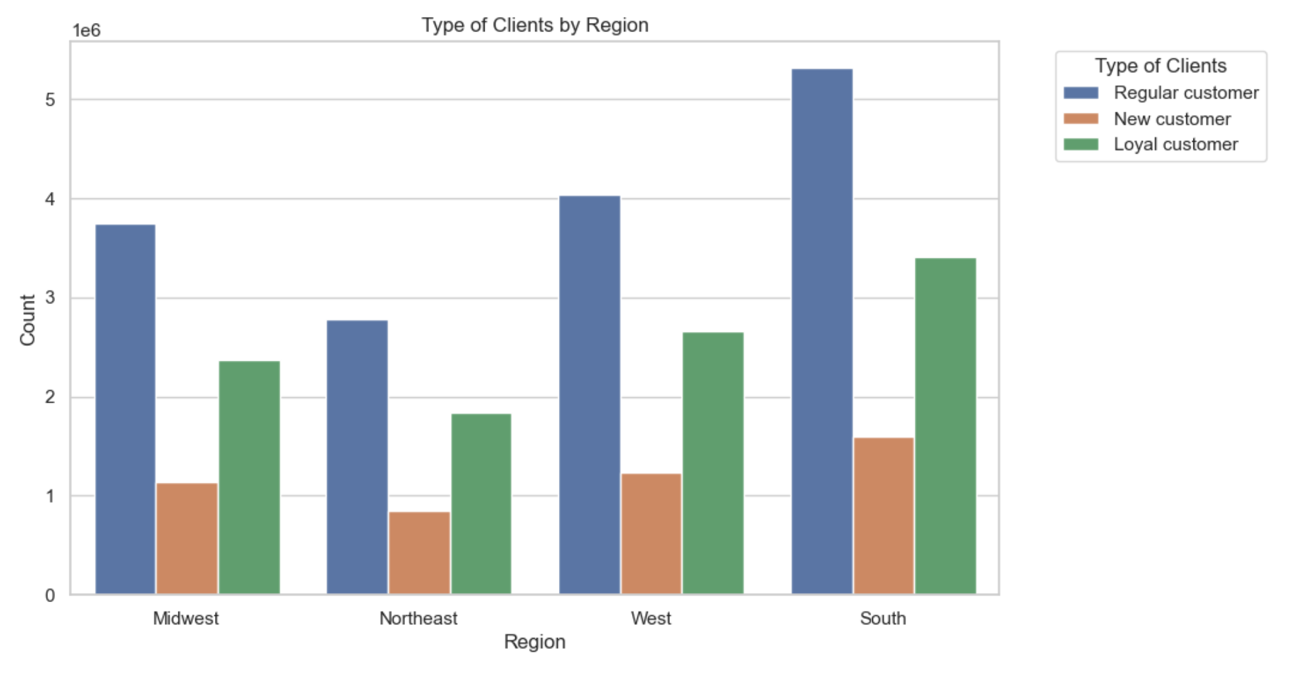 Type of Clients by Region
1e6
Type of Clients
Regular customer
New customer
Loyal customer
5
4
3
2
1
0
Count
Midwest Northeast West South
Region